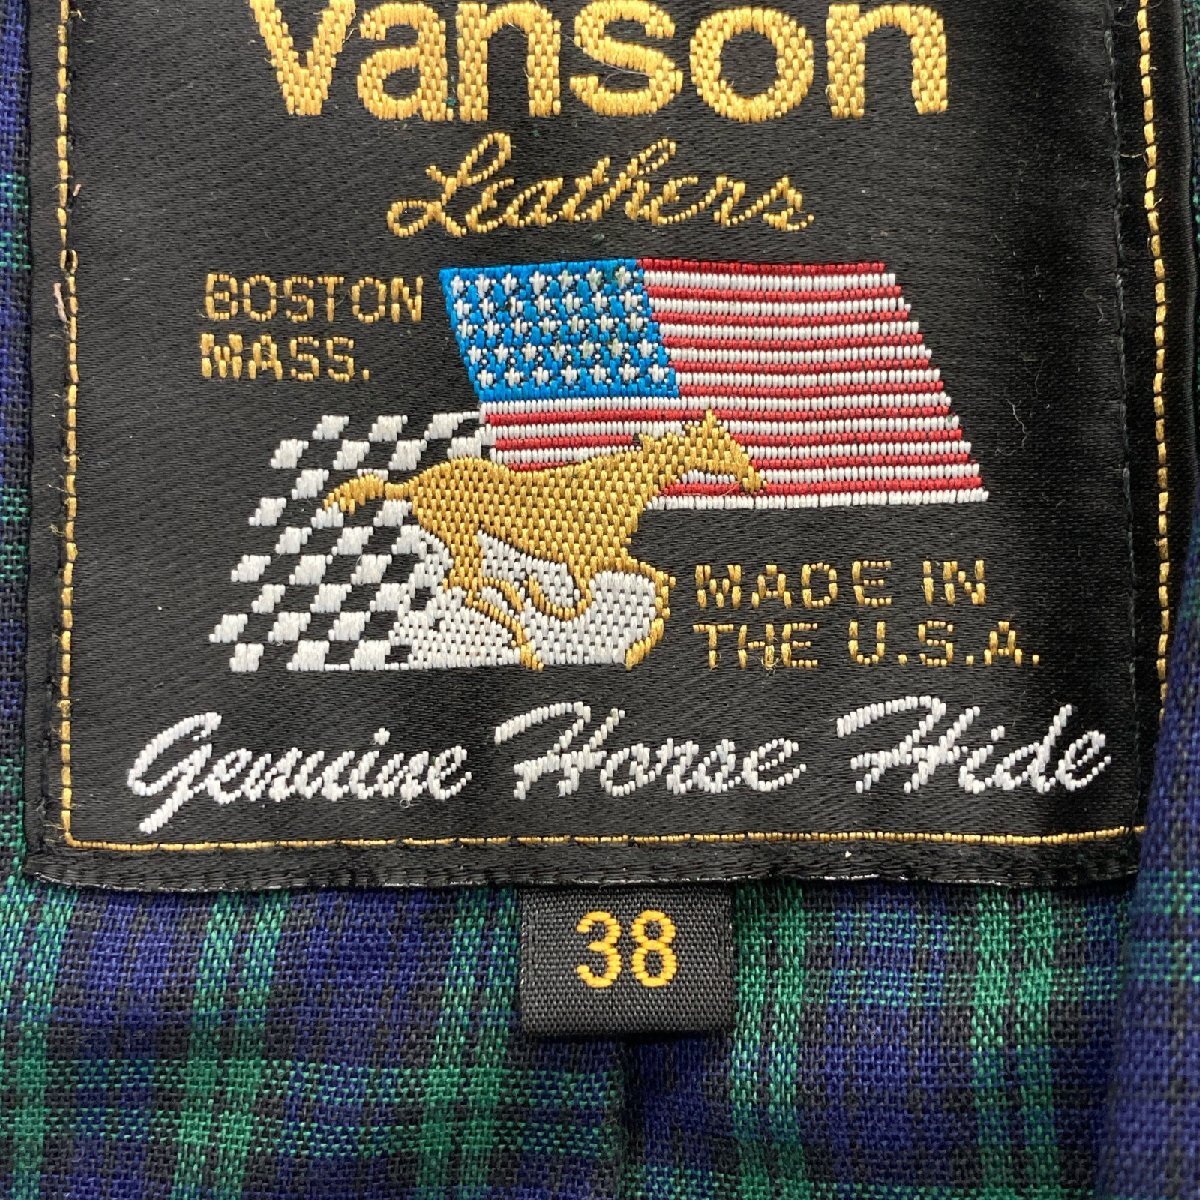 Vanson
Leathers
BOSTON
MASS.
MADE IN
THE U.S.A.
Genuine Horse Hide
38